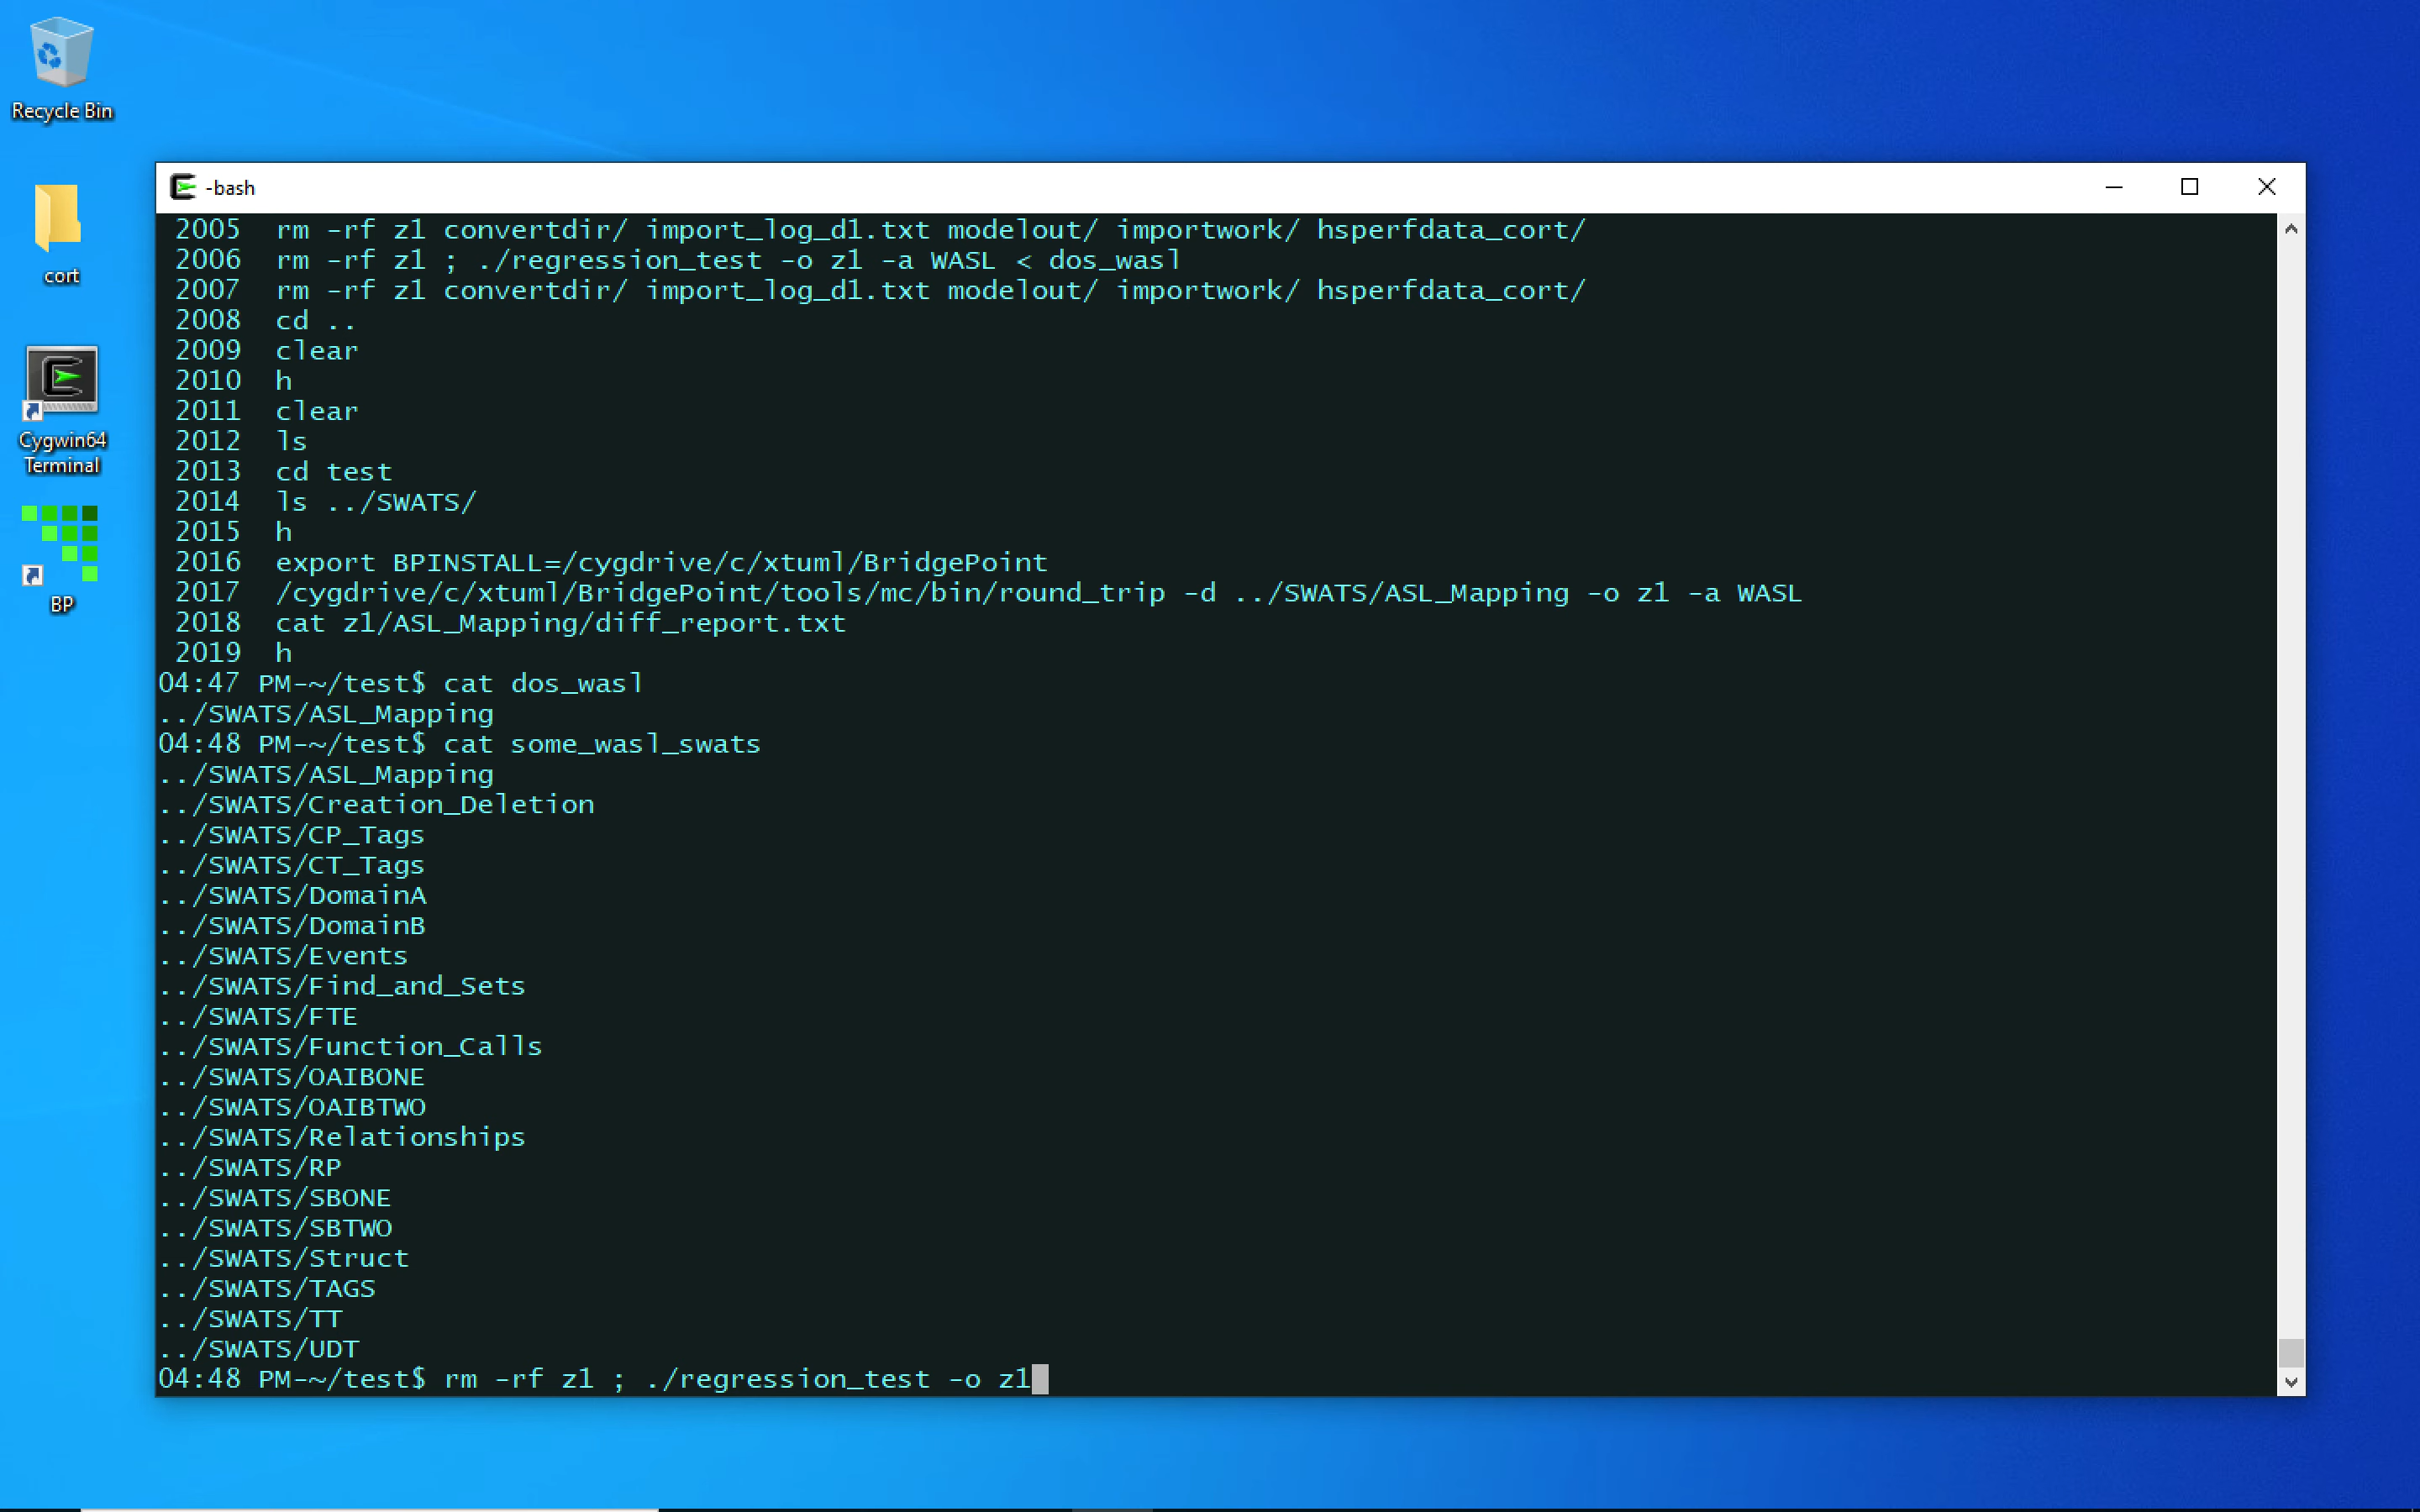 Recycle Bin
cort
Cygwin64
Terminal
BP
-bash
2005  rm -rf z1 convertdir/ import_log_d1.txt modelout/ importwork/ hsperfdata_cort/
2006  rm -rf z1 ; ./regression_test -o z1 -a WASL < dos_wasl
2007  rm -rf z1 convertdir/ import_log_d1.txt modelout/ importwork/ hsperfdata_cort/
2008  cd ..
2009  clear
2010  h
2011  clear
2012  ls
2013  cd test
2014  ls ../SWATS/
2015  h
2016  export BPINSTALL=/cygdrive/c/xtuml/BridgePoint
2017  /cygdrive/c/xtuml/BridgePoint/tools/mc/bin/round_trip -d ../SWATS/ASL_Mapping -o z1 -a WASL
2018  cat z1/ASL_Mapping/diff_report.txt
2019  h
04:47 PM-~/test$ cat dos_wasl
../SWATS/ASL_Mapping
04:48 PM-~/test$ cat some_wasl_swats
../SWATS/ASL_Mapping
../SWATS/Creation_Deletion
../SWATS/CP_Tags
../SWATS/CT_Tags
../SWATS/DomainA
../SWATS/DomainB
../SWATS/Events
../SWATS/Find_and_Sets
../SWATS/FTE
../SWATS/Function_Calls
../SWATS/OAIBONE
../SWATS/OAIBTWO
../SWATS/Relationships
../SWATS/RP
../SWATS/SBONE
../SWATS/SBTWO
../SWATS/Struct
../SWATS/TAGS
../SWATS/TT
../SWATS/UDT
04:48 PM-~/test$ rm -rf z1 ; ./regression_test -o z1